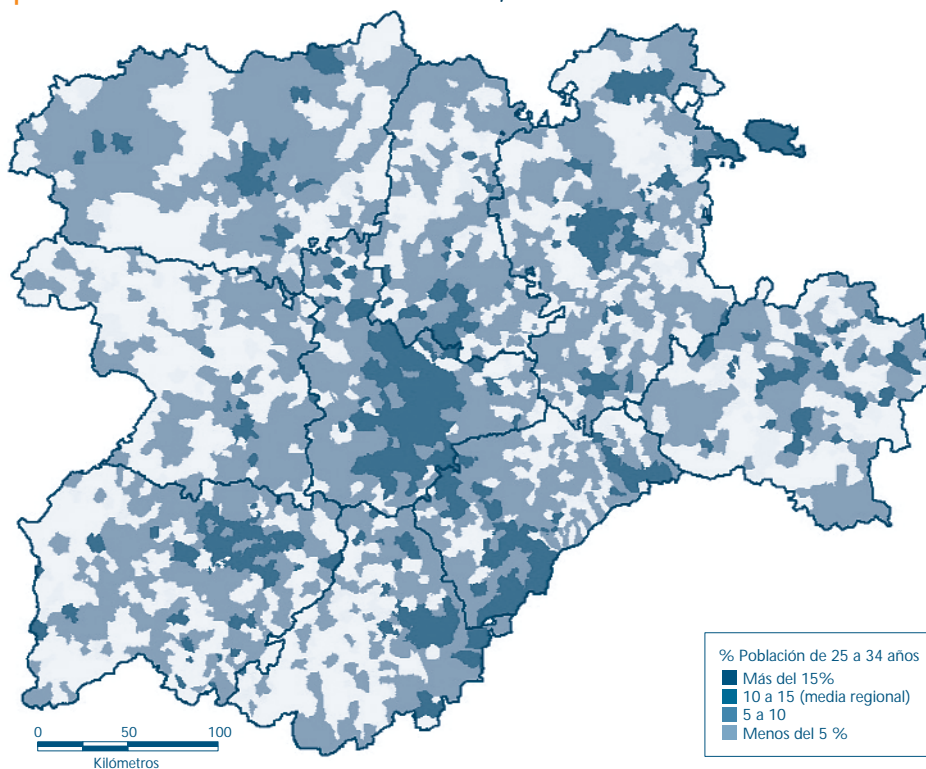 % Población de 25 a 34 años
Más del 15%
10 a 15 (media regional)
5 a 10
Menos del 5 %
0 50 100
Kilómetros